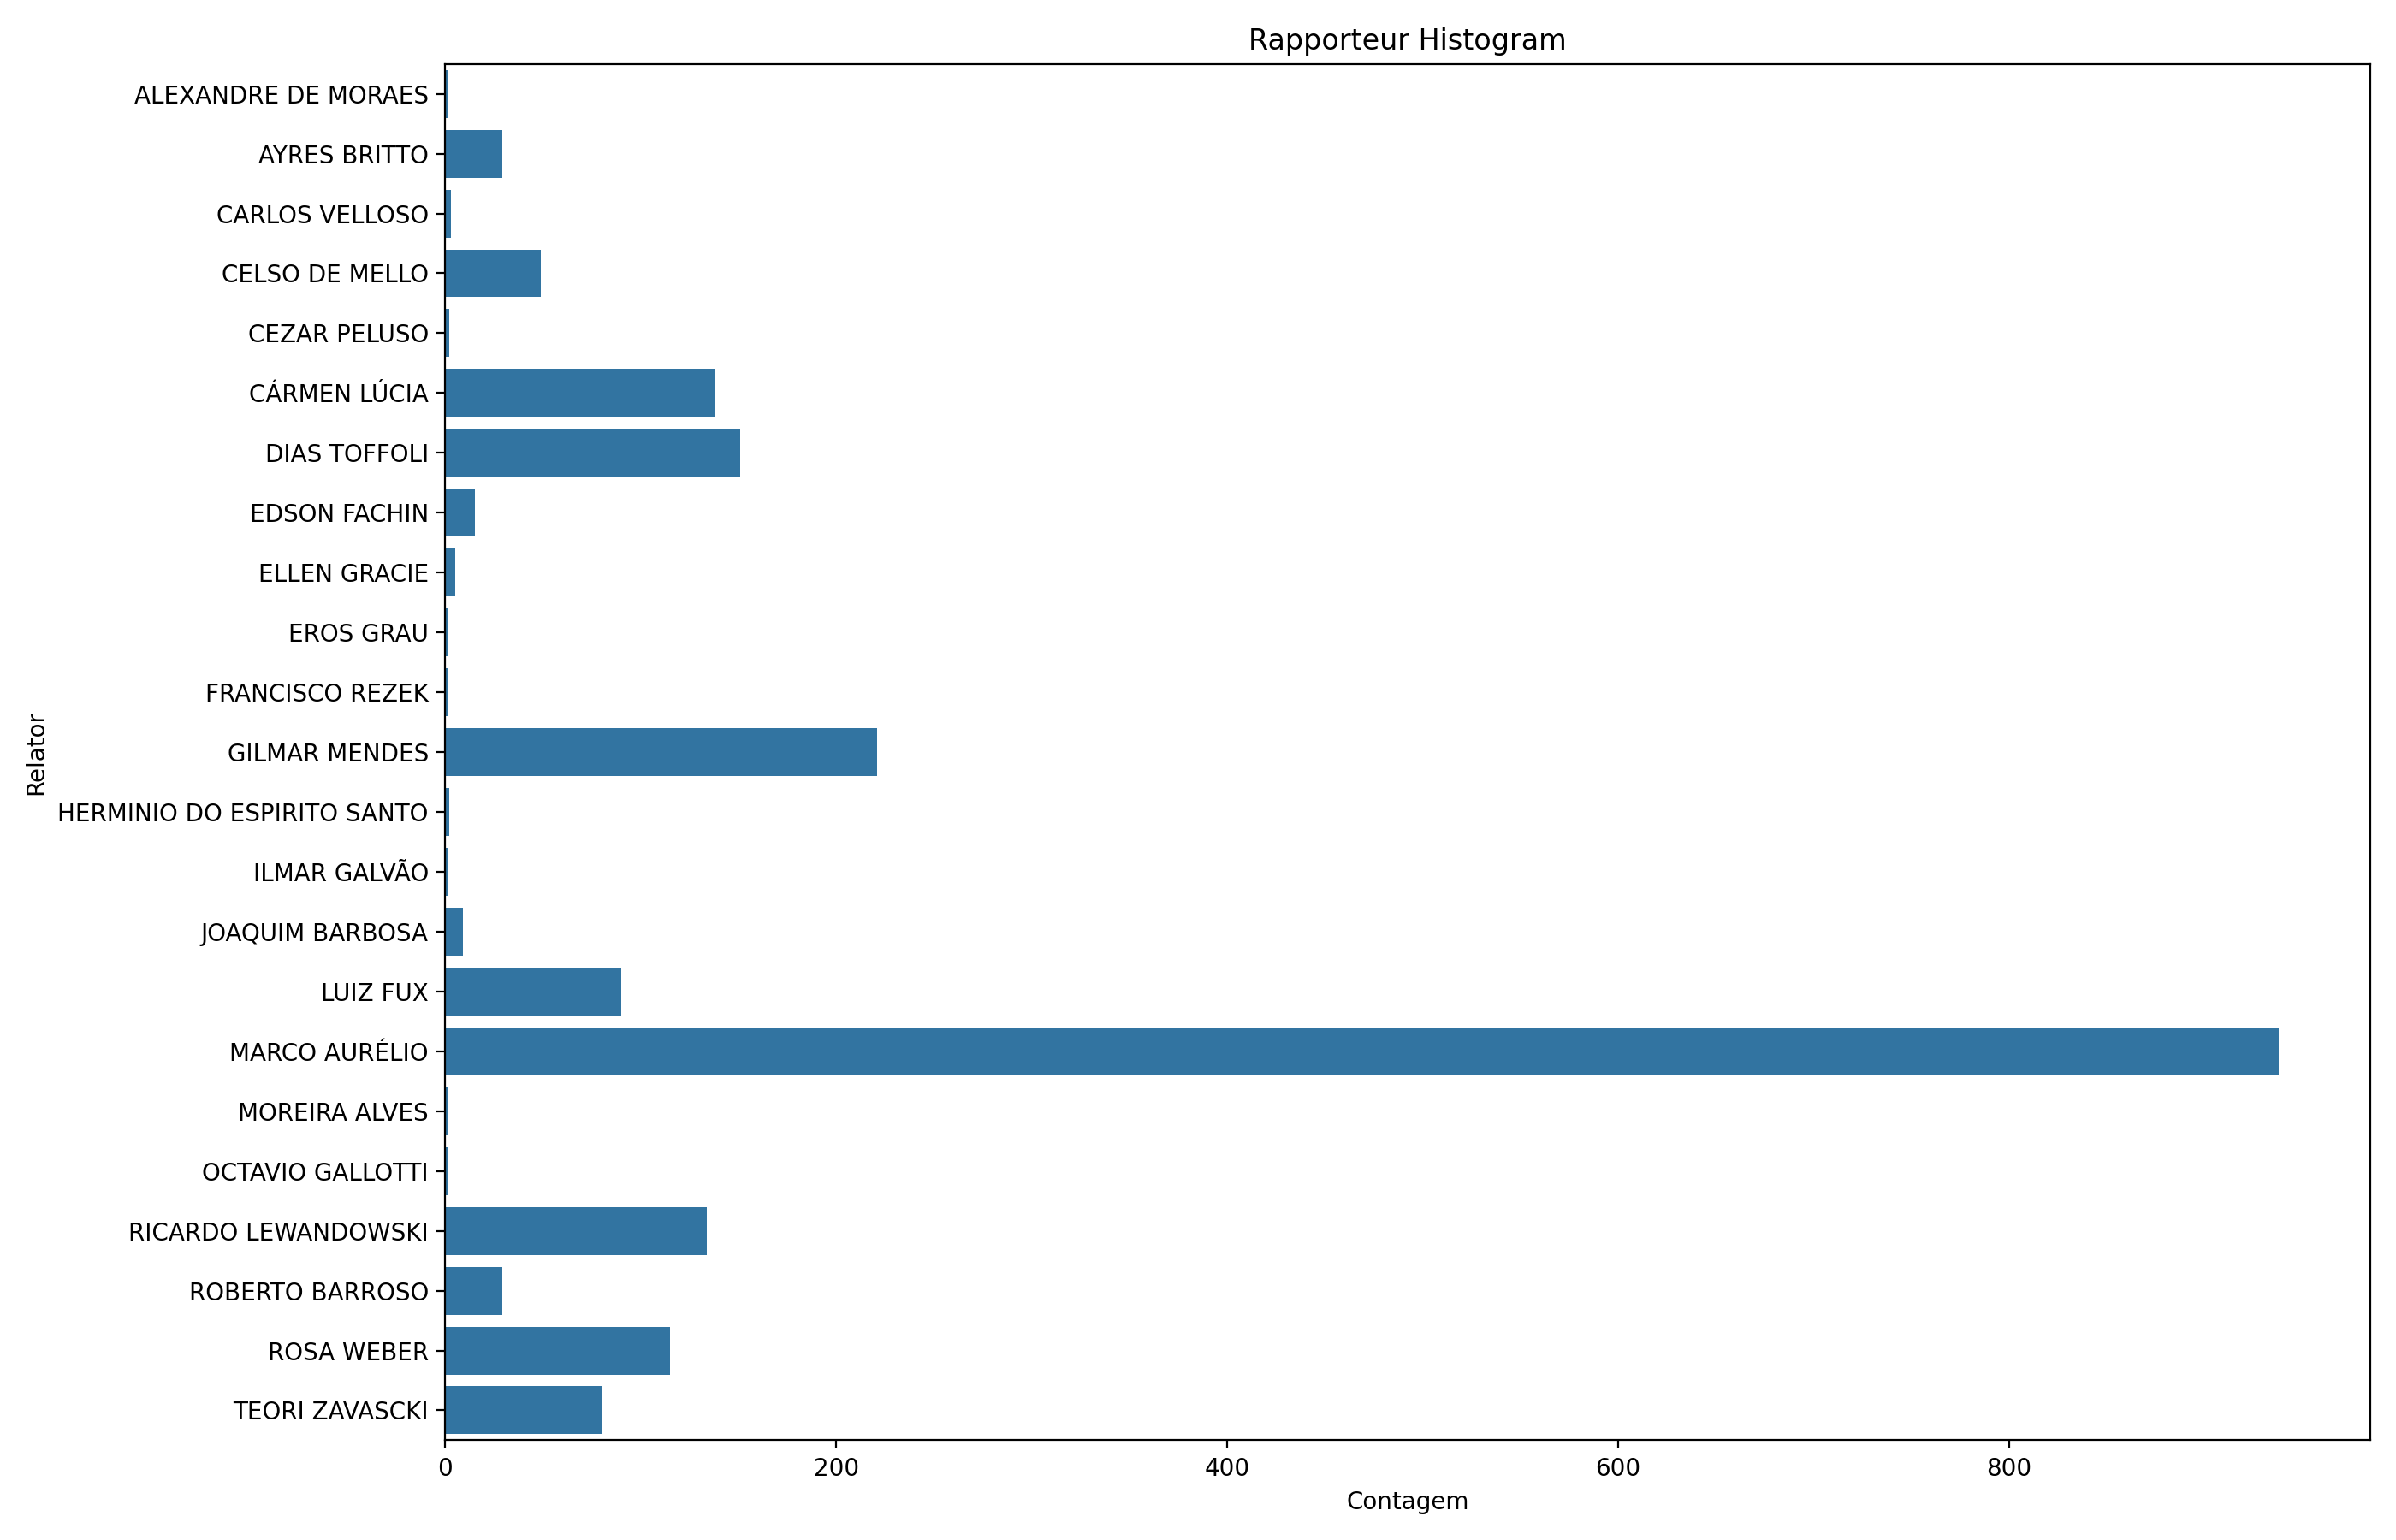 Rapporteur Histogram
ALEXANDRE DE MORAES
AYRES BRITTO
CARLOS VELLOSO
CELSO DE MELLO
CEZAR PELUSO
CÁRMEN LÚCIA
DIAS TOFFOLI
EDSON FACHIN
ELLEN GRACIE
EROS GRAU
FRANCISCO REZEK
GILMAR MENDES
HERMINIO DO ESPIRITO SANTO
ILMAR GALVÃO
JOAQUIM BARBOSA
LUIZ FUX
MARCO AURÉLIO
MOREIRA ALVES
OCTAVIO GALLOTTI
RICARDO LEWANDOWSKI
ROBERTO BARROSO
ROSA WEBER
TEORI ZAVASCKI
Relator
0 200 400 600 800
Contagem